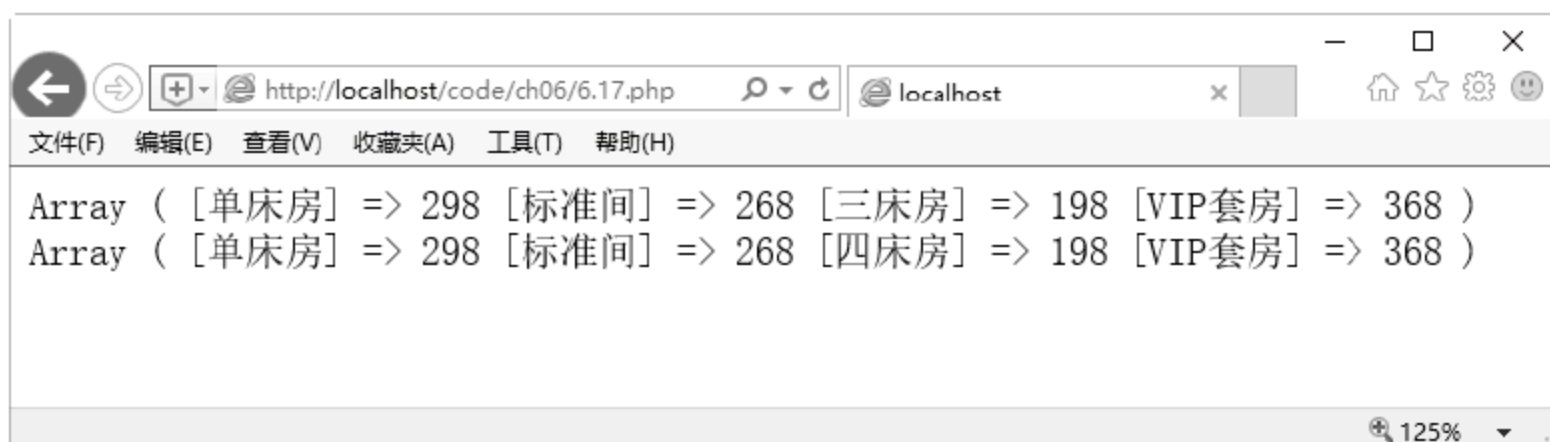 http://localhost/code/ch06/6.17.php
localhost
文件(F) 编辑(E) 查看(V) 收藏夹(A) 工具(T) 帮助(H)
Array ( [单床房] => 298 [标准间] => 268 [三床房] => 198 [VIP套房] => 368 )
Array ( [单床房] => 298 [标准间] => 268 [四床房] => 198 [VIP套房] => 368 )
125%